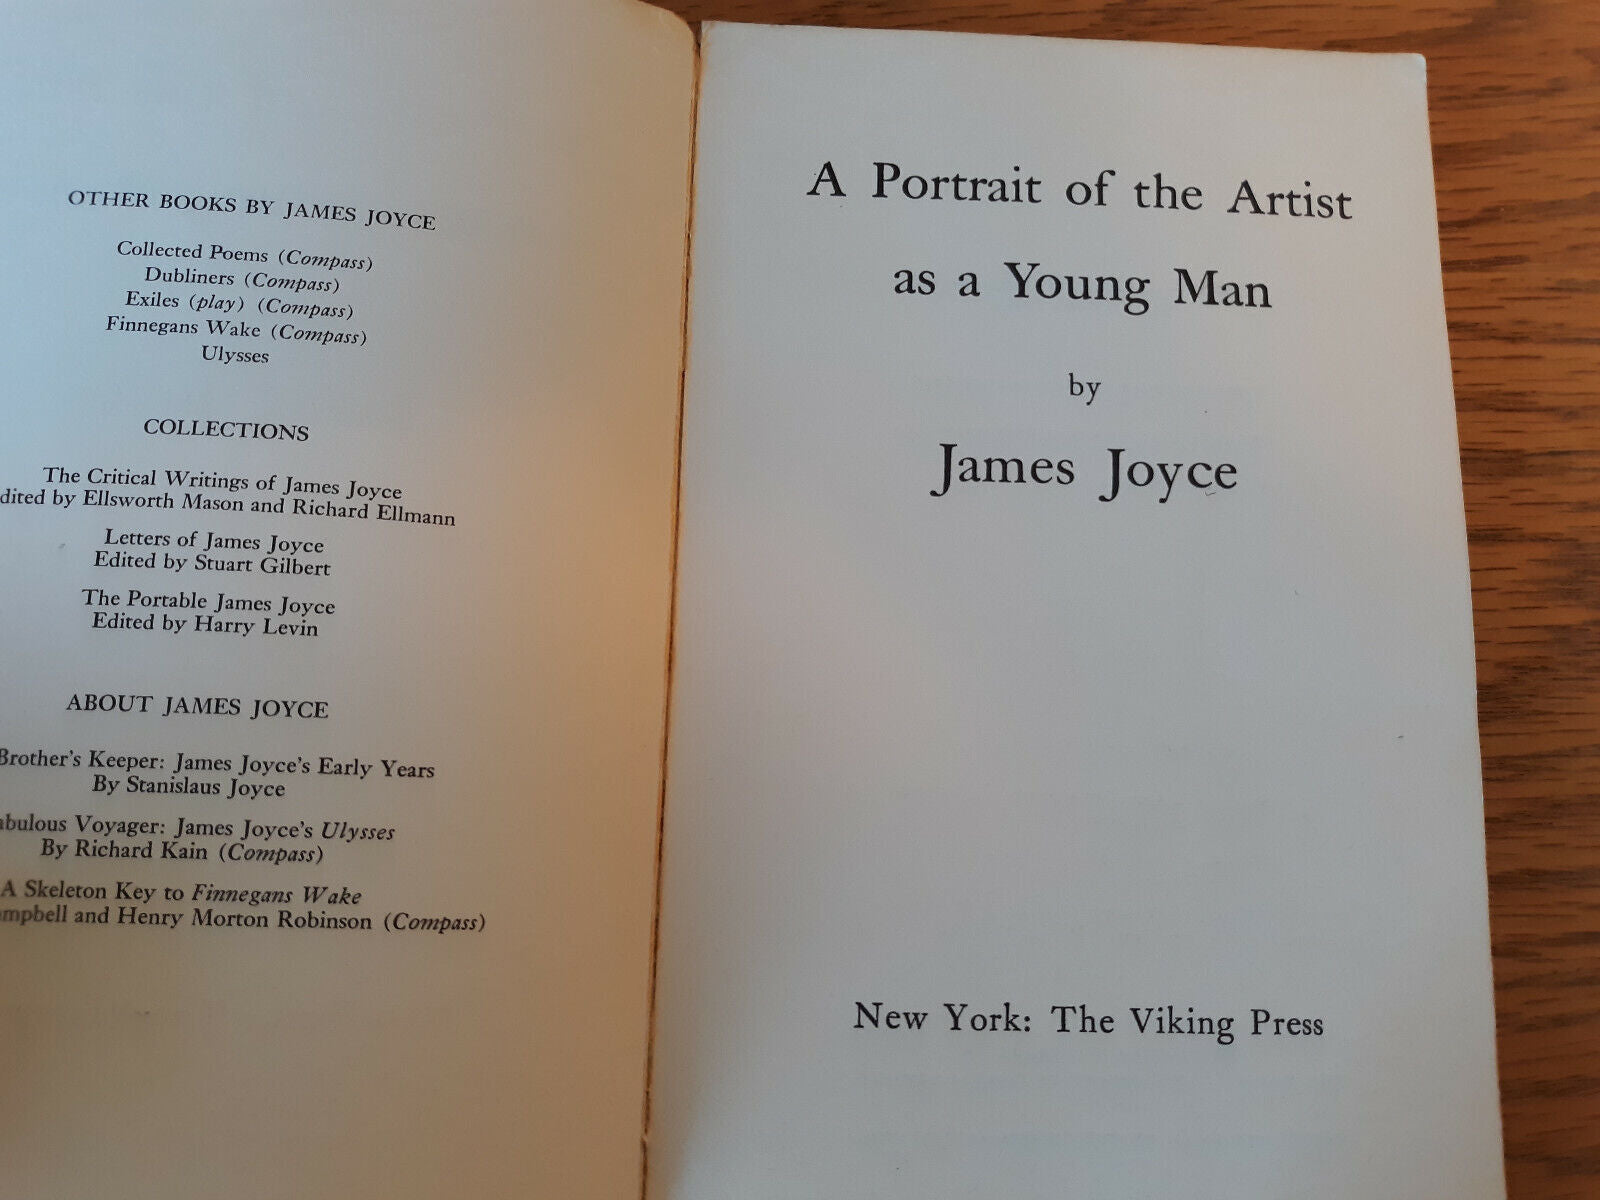 OTHER BOOKS BY JAMES JOYCE
Collected Poems (Compass)
Dubliners (Compass)
Exiles (play) (Compass)
Finnegans Wake (Compass)
Ulysses
COLLECTIONS
The Critical Writings of James Joyce
dited by Ellsworth Mason and Richard Ellmann
Letters of James Joyce
Edited by Stuart Gilbert
The Portable James Joyce
Edited by Harry Levin
ABOUT JAMES JOYCE
Brother's Keeper: James Joyce's Early Years
By Stanislaus Joyce
abulous Voyager: James Joyce's Ulysses
By Richard Kain (Compass)
A Skeleton Key to Finnegans Wake
mpbell and Henry Morton Robinson (Compass)
A Portrait of the Artist
as a Young Man
by
James Joyce
New York: The Viking Press